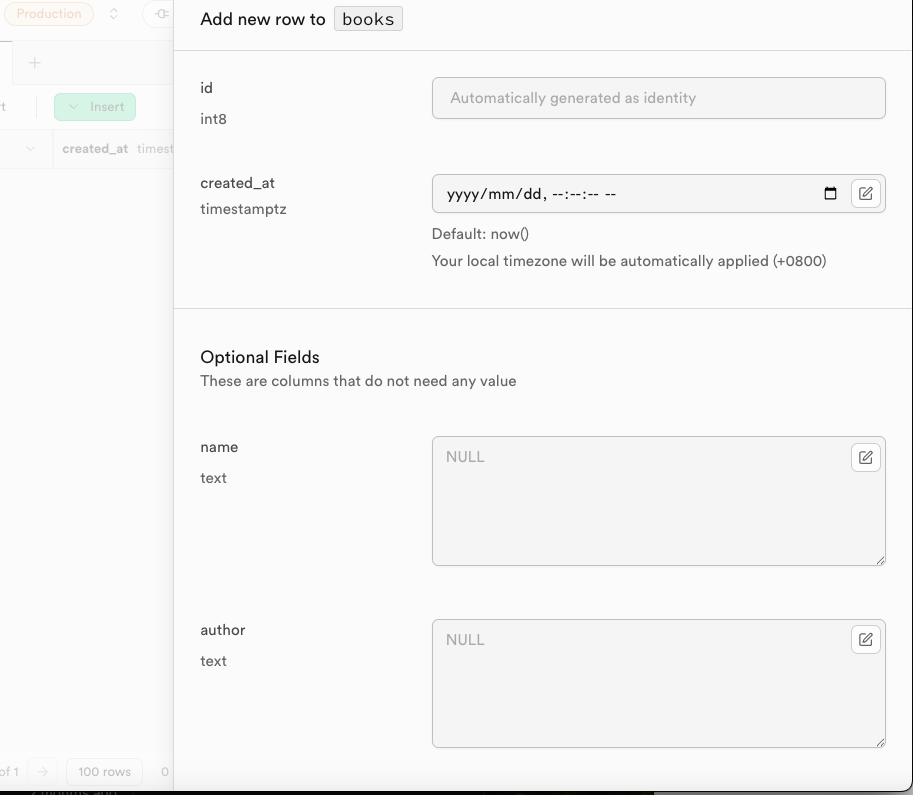 Production
Add new row to books
Insert
created_at
id
int8
Automatically generated as identity
created_at
timestamptz
yyyy/mm/dd, --:--:-- --
Default: now()
Your local timezone will be automatically applied (+0800)
Optional Fields
These are columns that do not need any value
name
text
NULL
author
text
NULL
of 1
100 rows
0